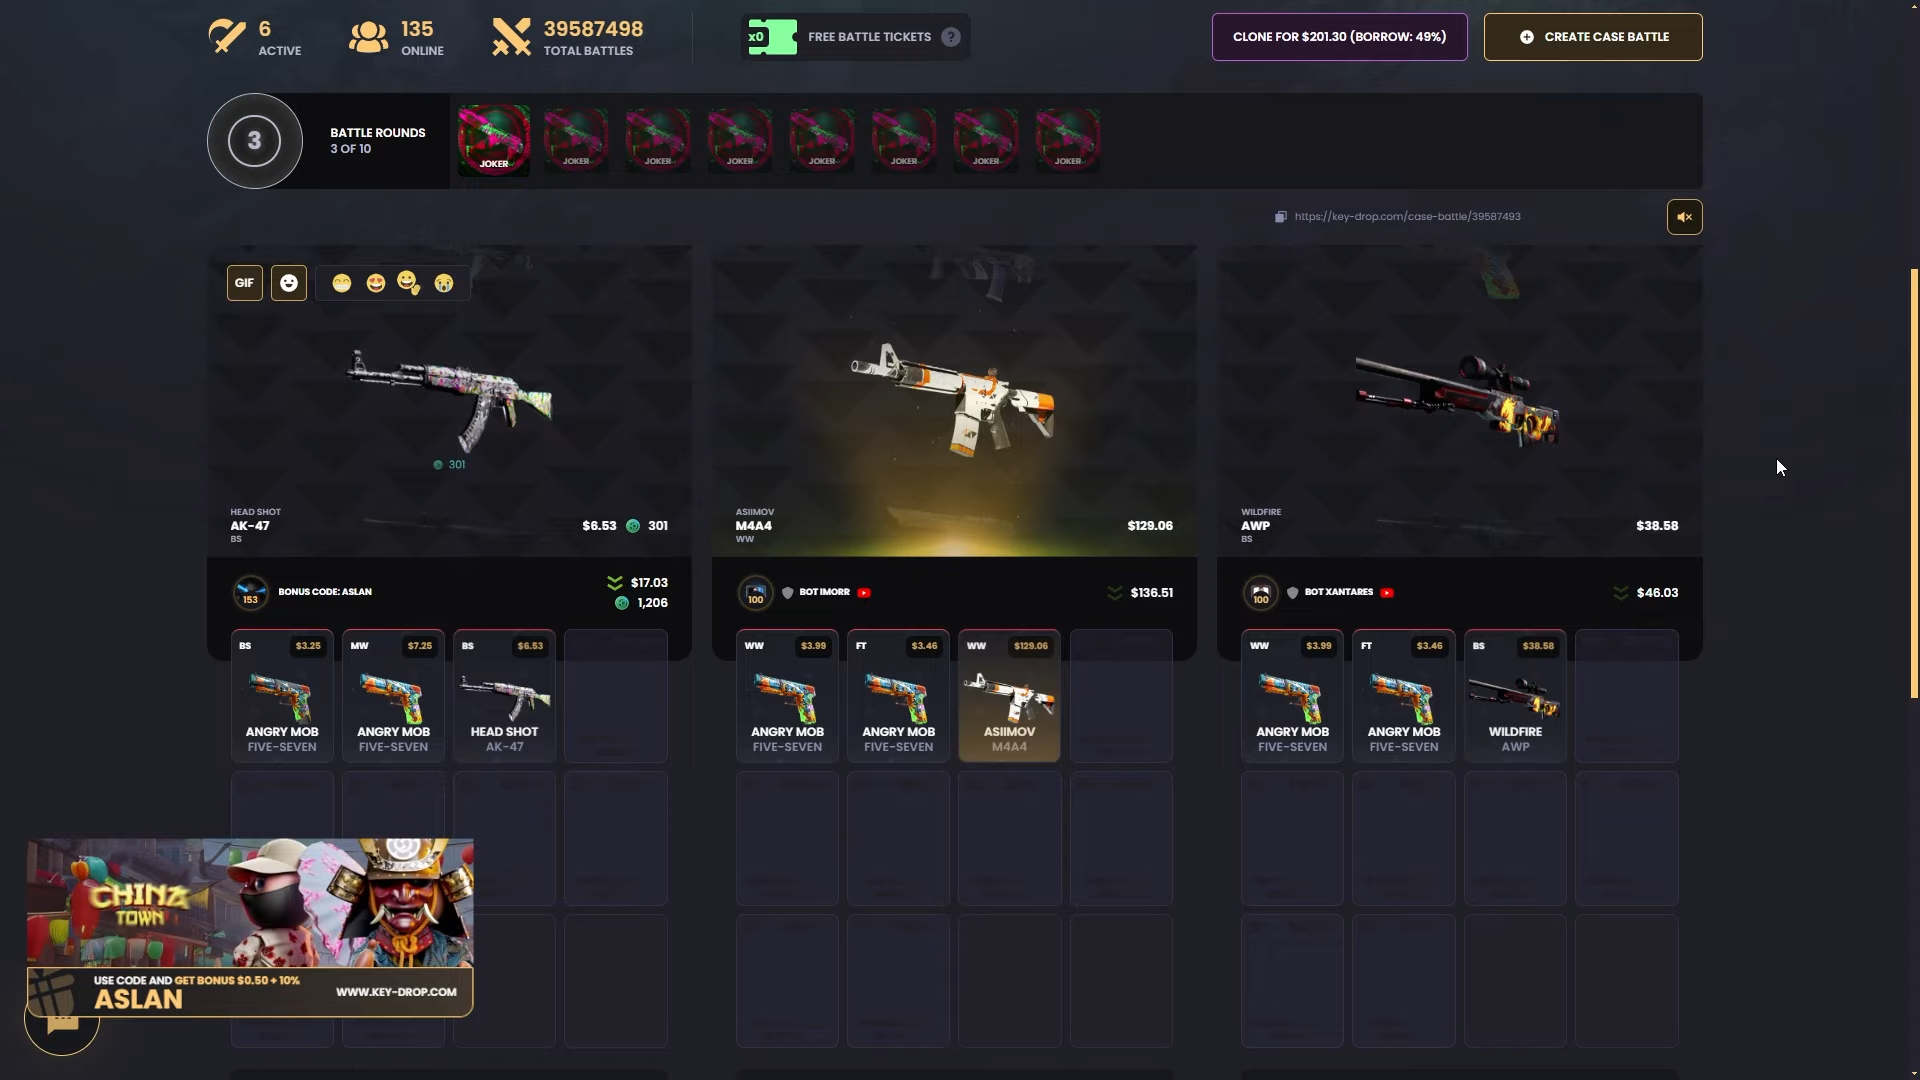 6
ACTIVE
135
ONLINE
39587498
TOTAL BATTLES
x0
FREE BATTLE TICKETS
?
CLONE FOR $201.30 (BORROW: 49%)
CREATE CASE BATTLE
3
BATTLE ROUNDS
3 OF 10
JOKER
JOKER
JOKER
JOKER
JOKER
JOKER
JOKER
JOKER
https://key-drop.com/case-battle/39587493
GIF
301
HEAD SHOT
AK-47
BS
$6.53
301
ASIIMOV
M4A4
WW
$129.06
WILDFIRE
AWP
BS
$38.58
153
BONUS CODE: ASLAN
$17.03
1,206
100
BOT IMORR
$136.51
100
BOT XANTARES
$46.03
BS
$3.25
ANGRY MOB
FIVE-SEVEN
MW
$7.25
ANGRY MOB
FIVE-SEVEN
BS
$6.53
HEAD SHOT
AK-47
WW
$3.99
ANGRY MOB
FIVE-SEVEN
FT
$3.46
ANGRY MOB
FIVE-SEVEN
WW
$129.06
ASIIMOV
M4A4
WW
$3.99
ANGRY MOB
FIVE-SEVEN
FT
$3.46
ANGRY MOB
FIVE-SEVEN
BS
$38.58
WILDFIRE
AWP
CHINA
TOWN
USE CODE AND GET BONUS $0.50 + 10%
ASLAN
WWW.KEY-DROP.COM